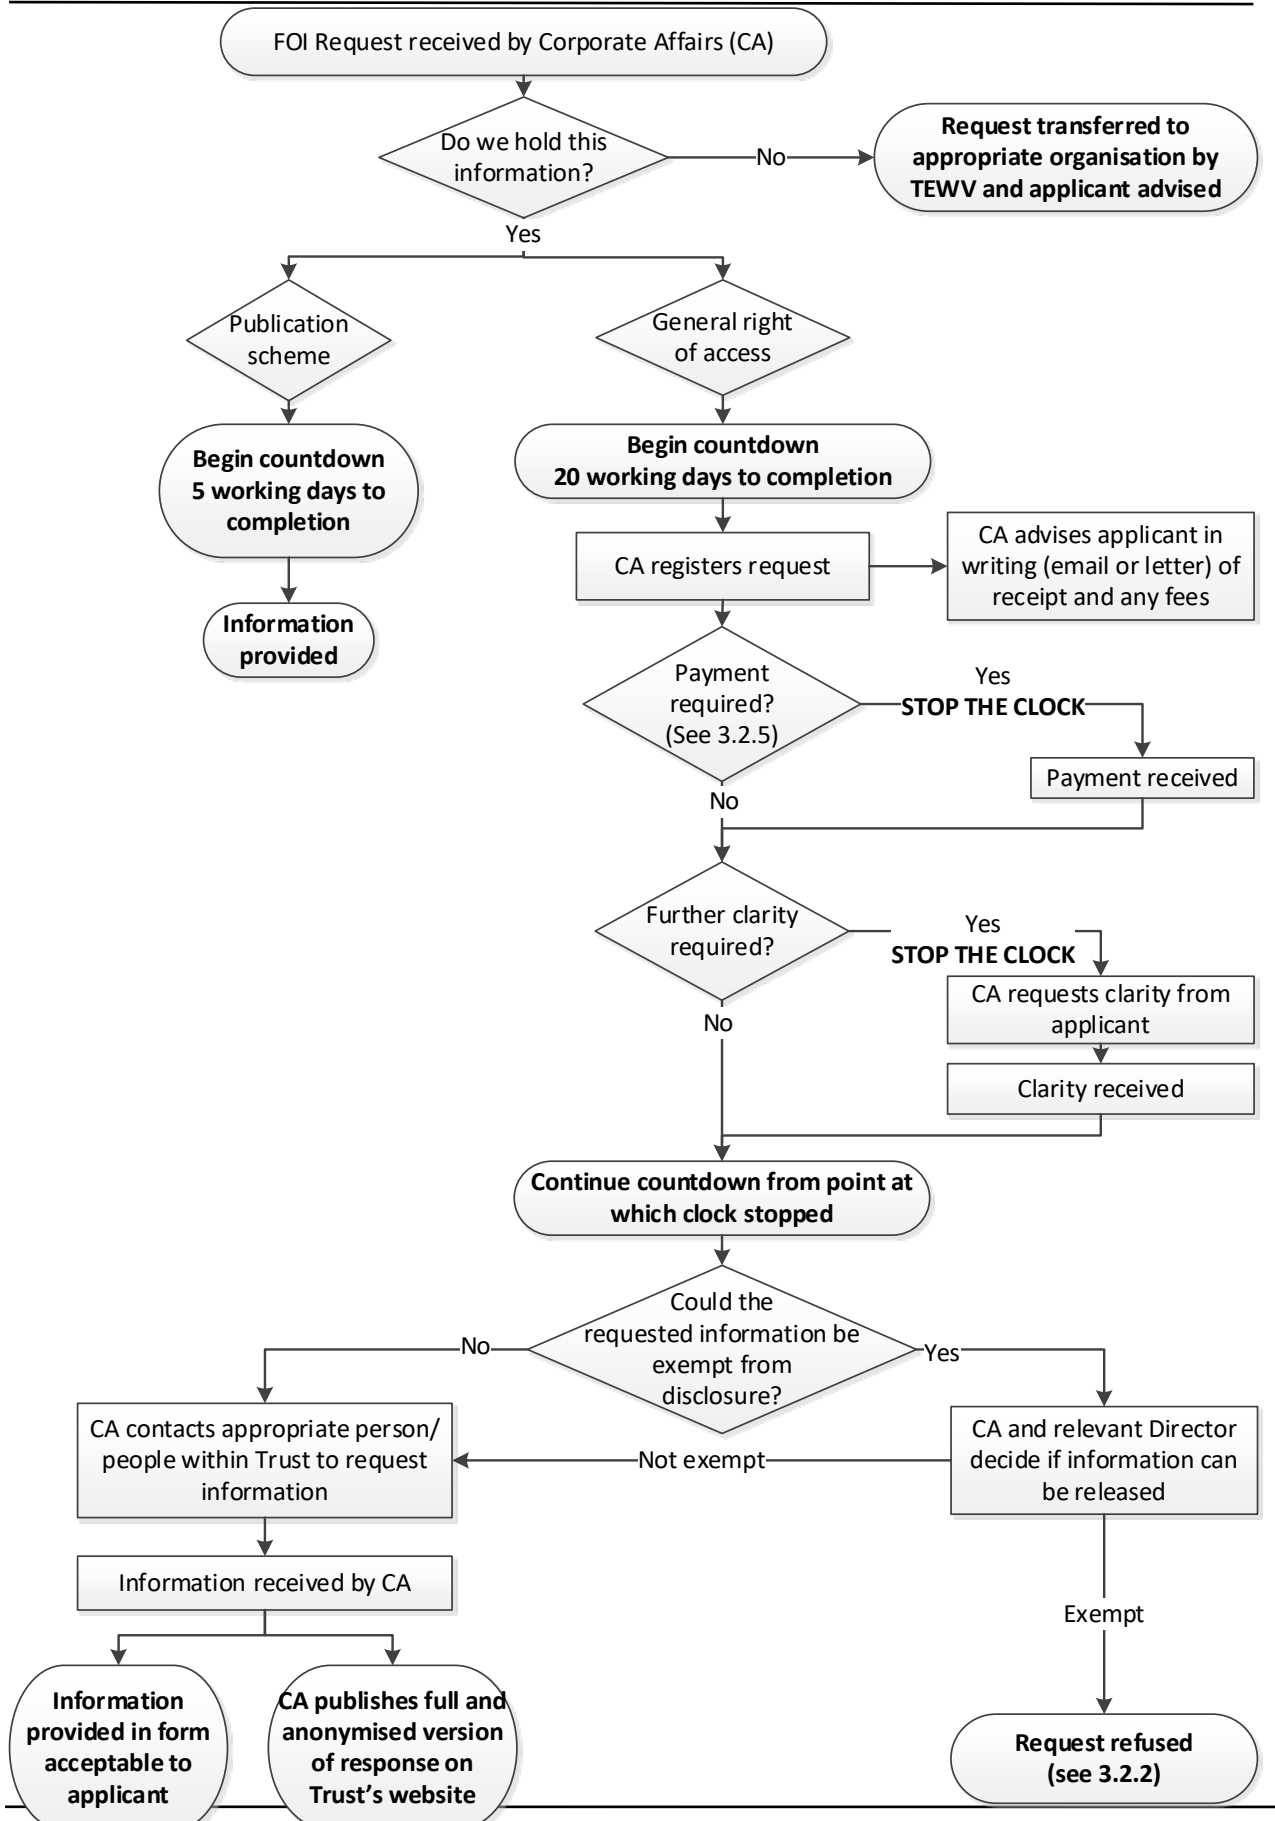 FOI Request received by Corporate Affairs (CA)
Do we hold this
information?
No
Request transferred to
appropriate organisation by
TEWV and applicant advised
Yes
Publication
scheme
General right
of access
Begin countdown
5 working days to
completion
Begin countdown
20 working days to completion
CA registers request
CA advises applicant in
writing (email or letter) of
receipt and any fees
Information
provided
Payment
required?
(See 3.2.5)
Yes
STOP THE CLOCK
Payment received
No
Further clarity
required?
Yes
STOP THE CLOCK
CA requests clarity from
applicant
No
Clarity received
Continue countdown from point at
which clock stopped
Could the
requested information be
exempt from
disclosure?
No
Yes
CA contacts appropriate person/
people within Trust to request
information
Not exempt
CA and relevant Director
decide if information can
be released
Information received by CA
Exempt
Information
provided in form
acceptable to
applicant
CA publishes full and
anonymised version
of response on
Trust's website
Request refused
(see 3.2.2)